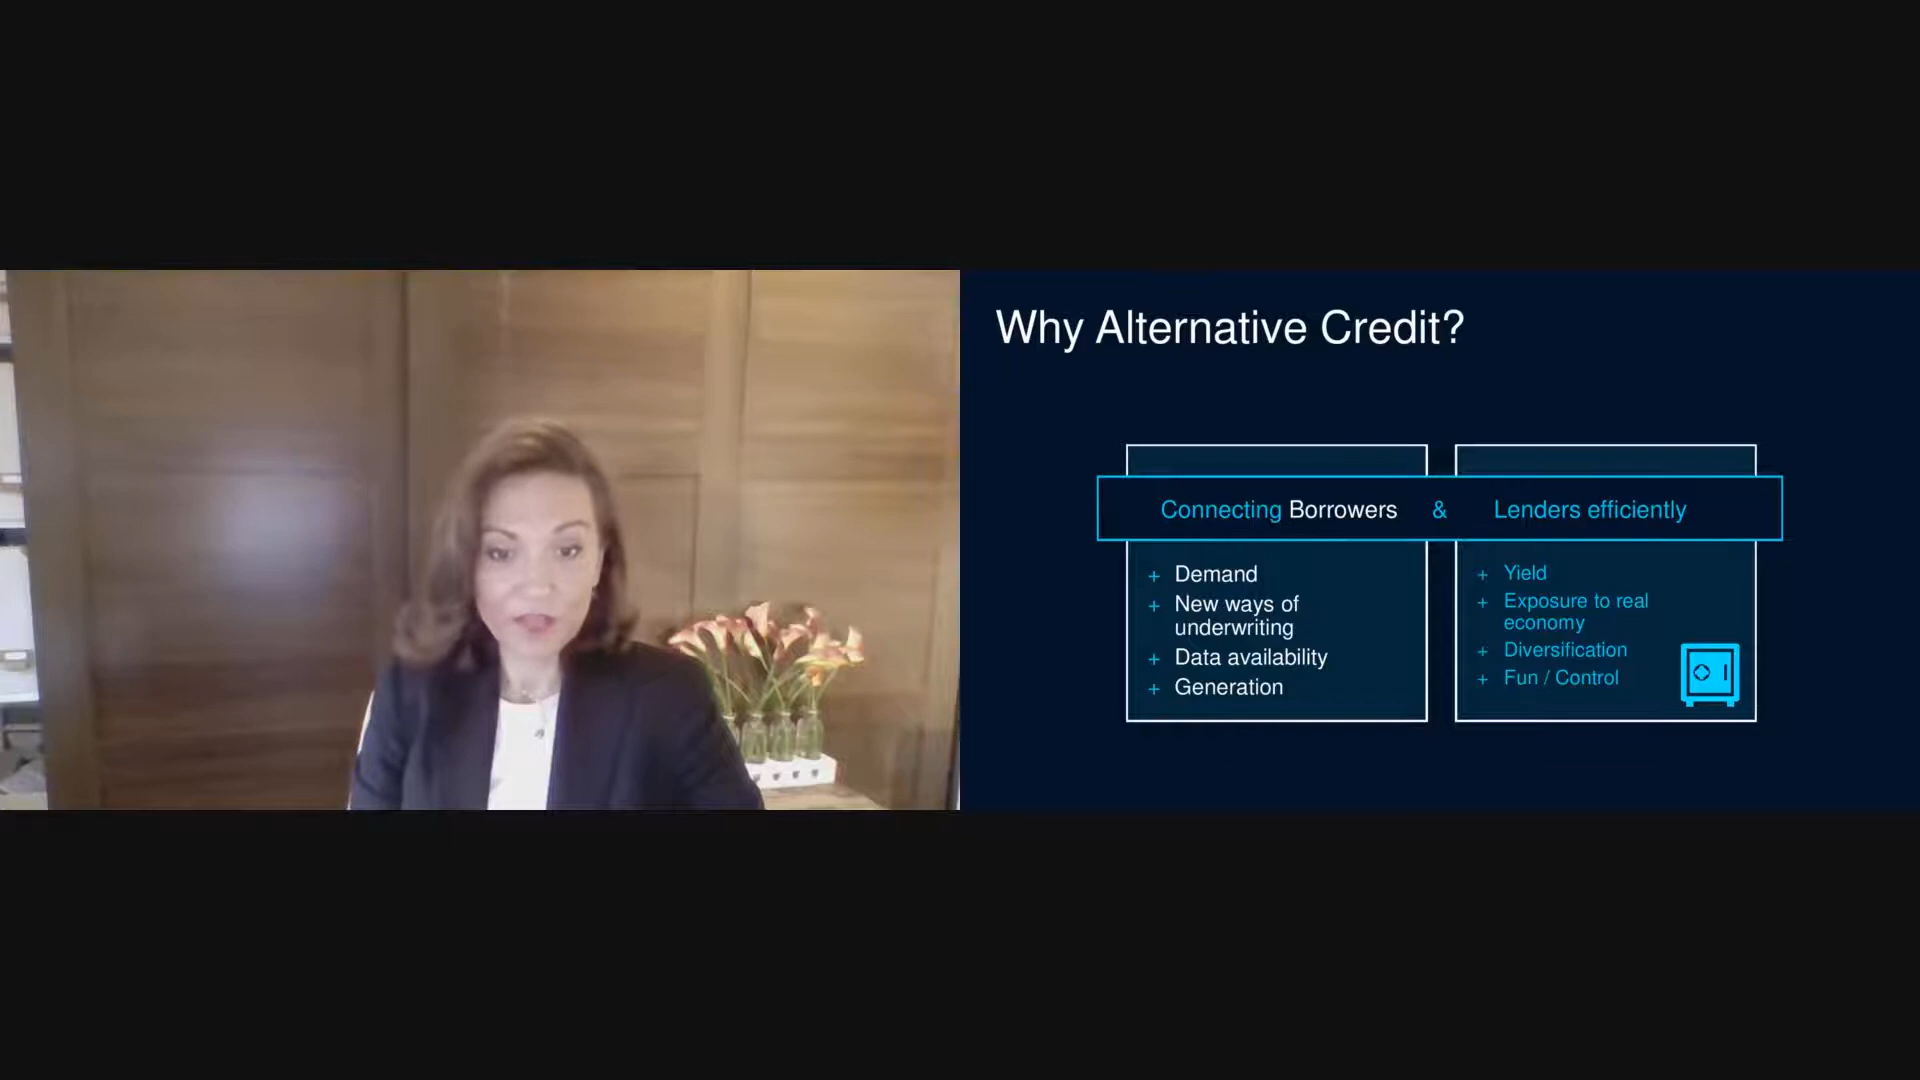 Why Alternative Credit?
Connecting Borrowers & Lenders efficiently
+ Demand
+ New ways of
underwriting
+ Data availability
+ Generation
+ Yield
+ Exposure to real
economy
+ Diversification
+ Fun / Control